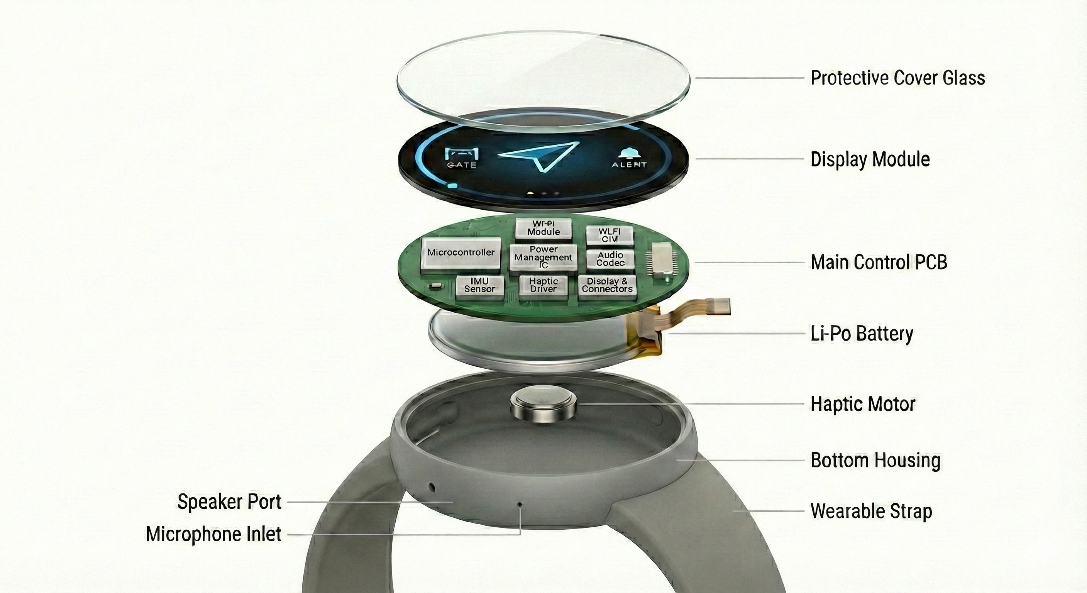 Protective Cover Glass
GATE
ALENT
Display Module
Wi-Pi
Module
WLFI
CIVI
Microcontroller
Power
Management
IC
Audio
Codec
IMU
Sensor
Haptic
Driver
Display &
Connectors
Main Control PCB
Li-Po Battery
Haptic Motor
Bottom Housing
Speaker Port
Wearable Strap
Microphone Inlet